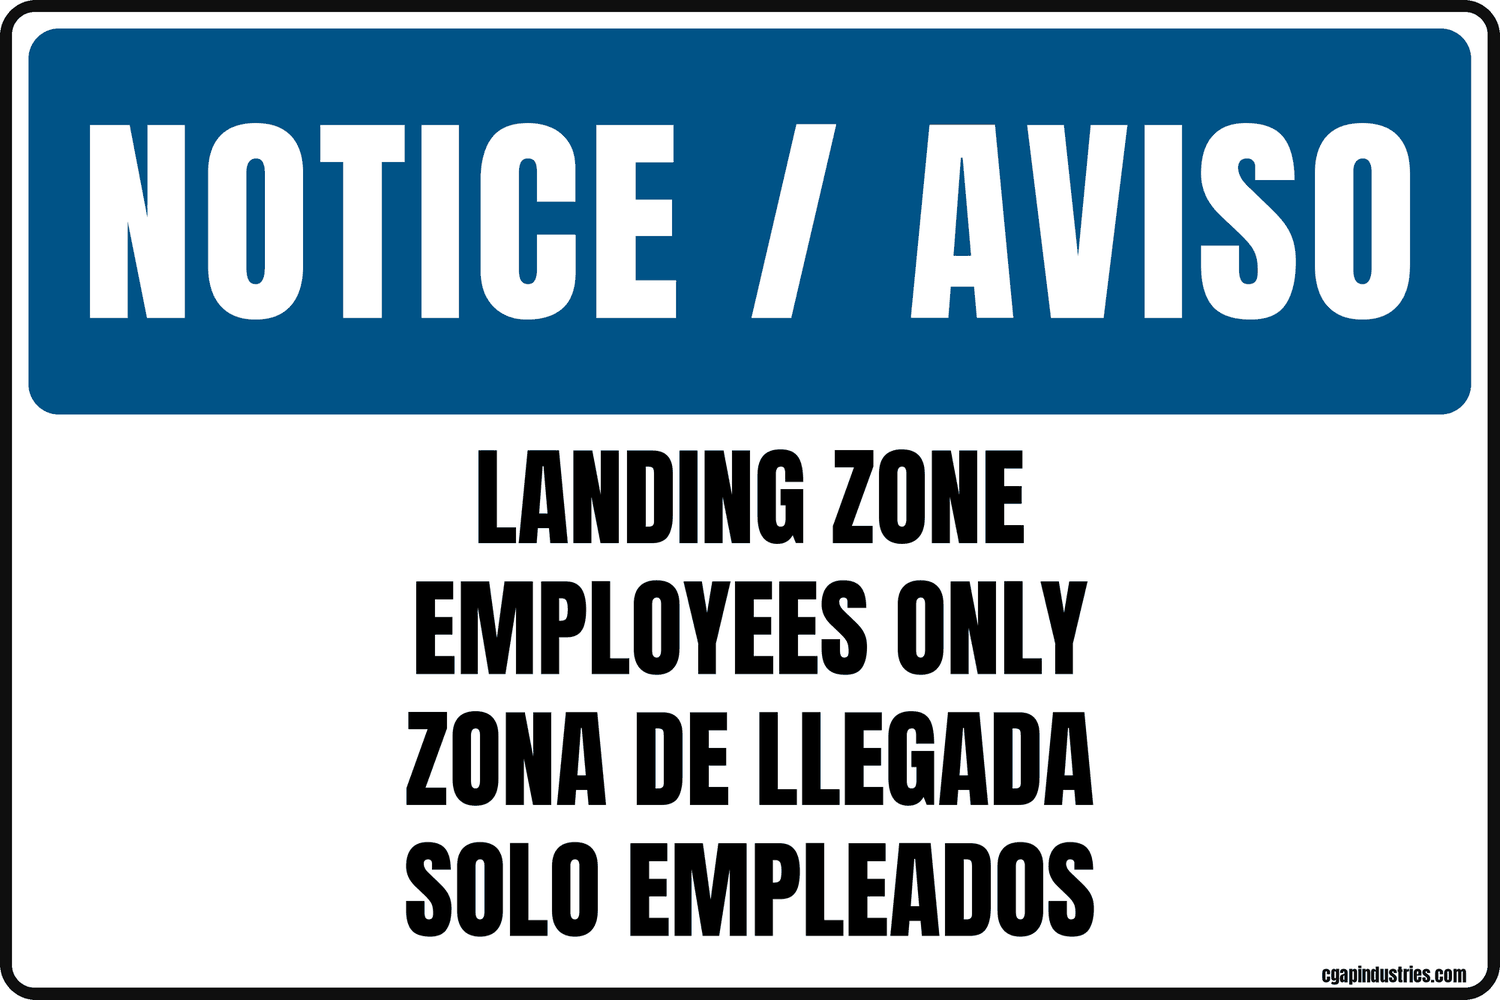 NOTICE / AVISO
LANDING ZONE
EMPLOYEES ONLY
ZONA DE LLEGADA
SOLO EMPLEADOS
cgapindustries.com